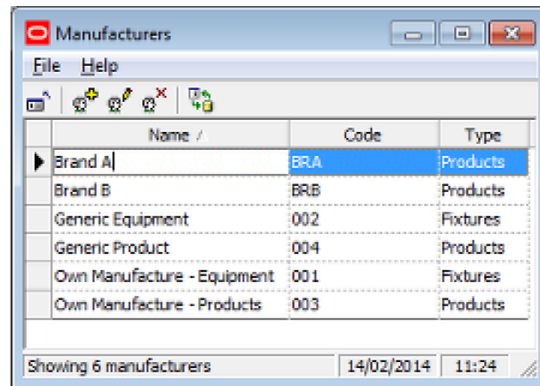 Manufacturers
File Help
Name Code Type
Brand A BRA Products
Brand B BRB Products
Generic Equipment 002 Fixtures
Generic Product 004 Products
Own Manufacture - Equipment 001 Fixtures
Own Manufacture - Products 003 Products
Showing 6 manufacturers 14/02/2014 11:24